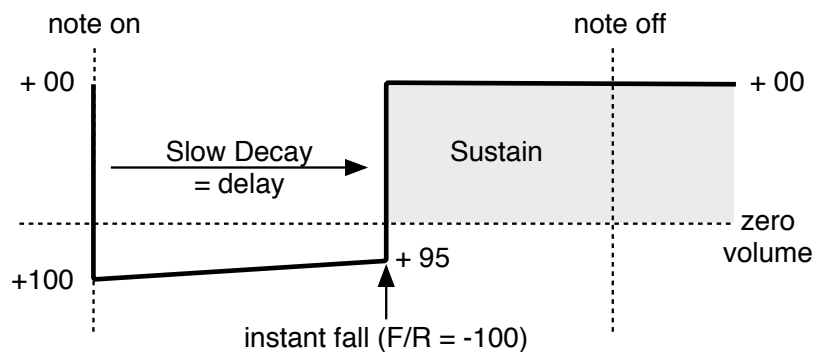 note on
note off
+ 00
+ 00
Slow Decay
= delay
Sustain
zero
volume
+ 95
+100
instant fall (F/R = -100)